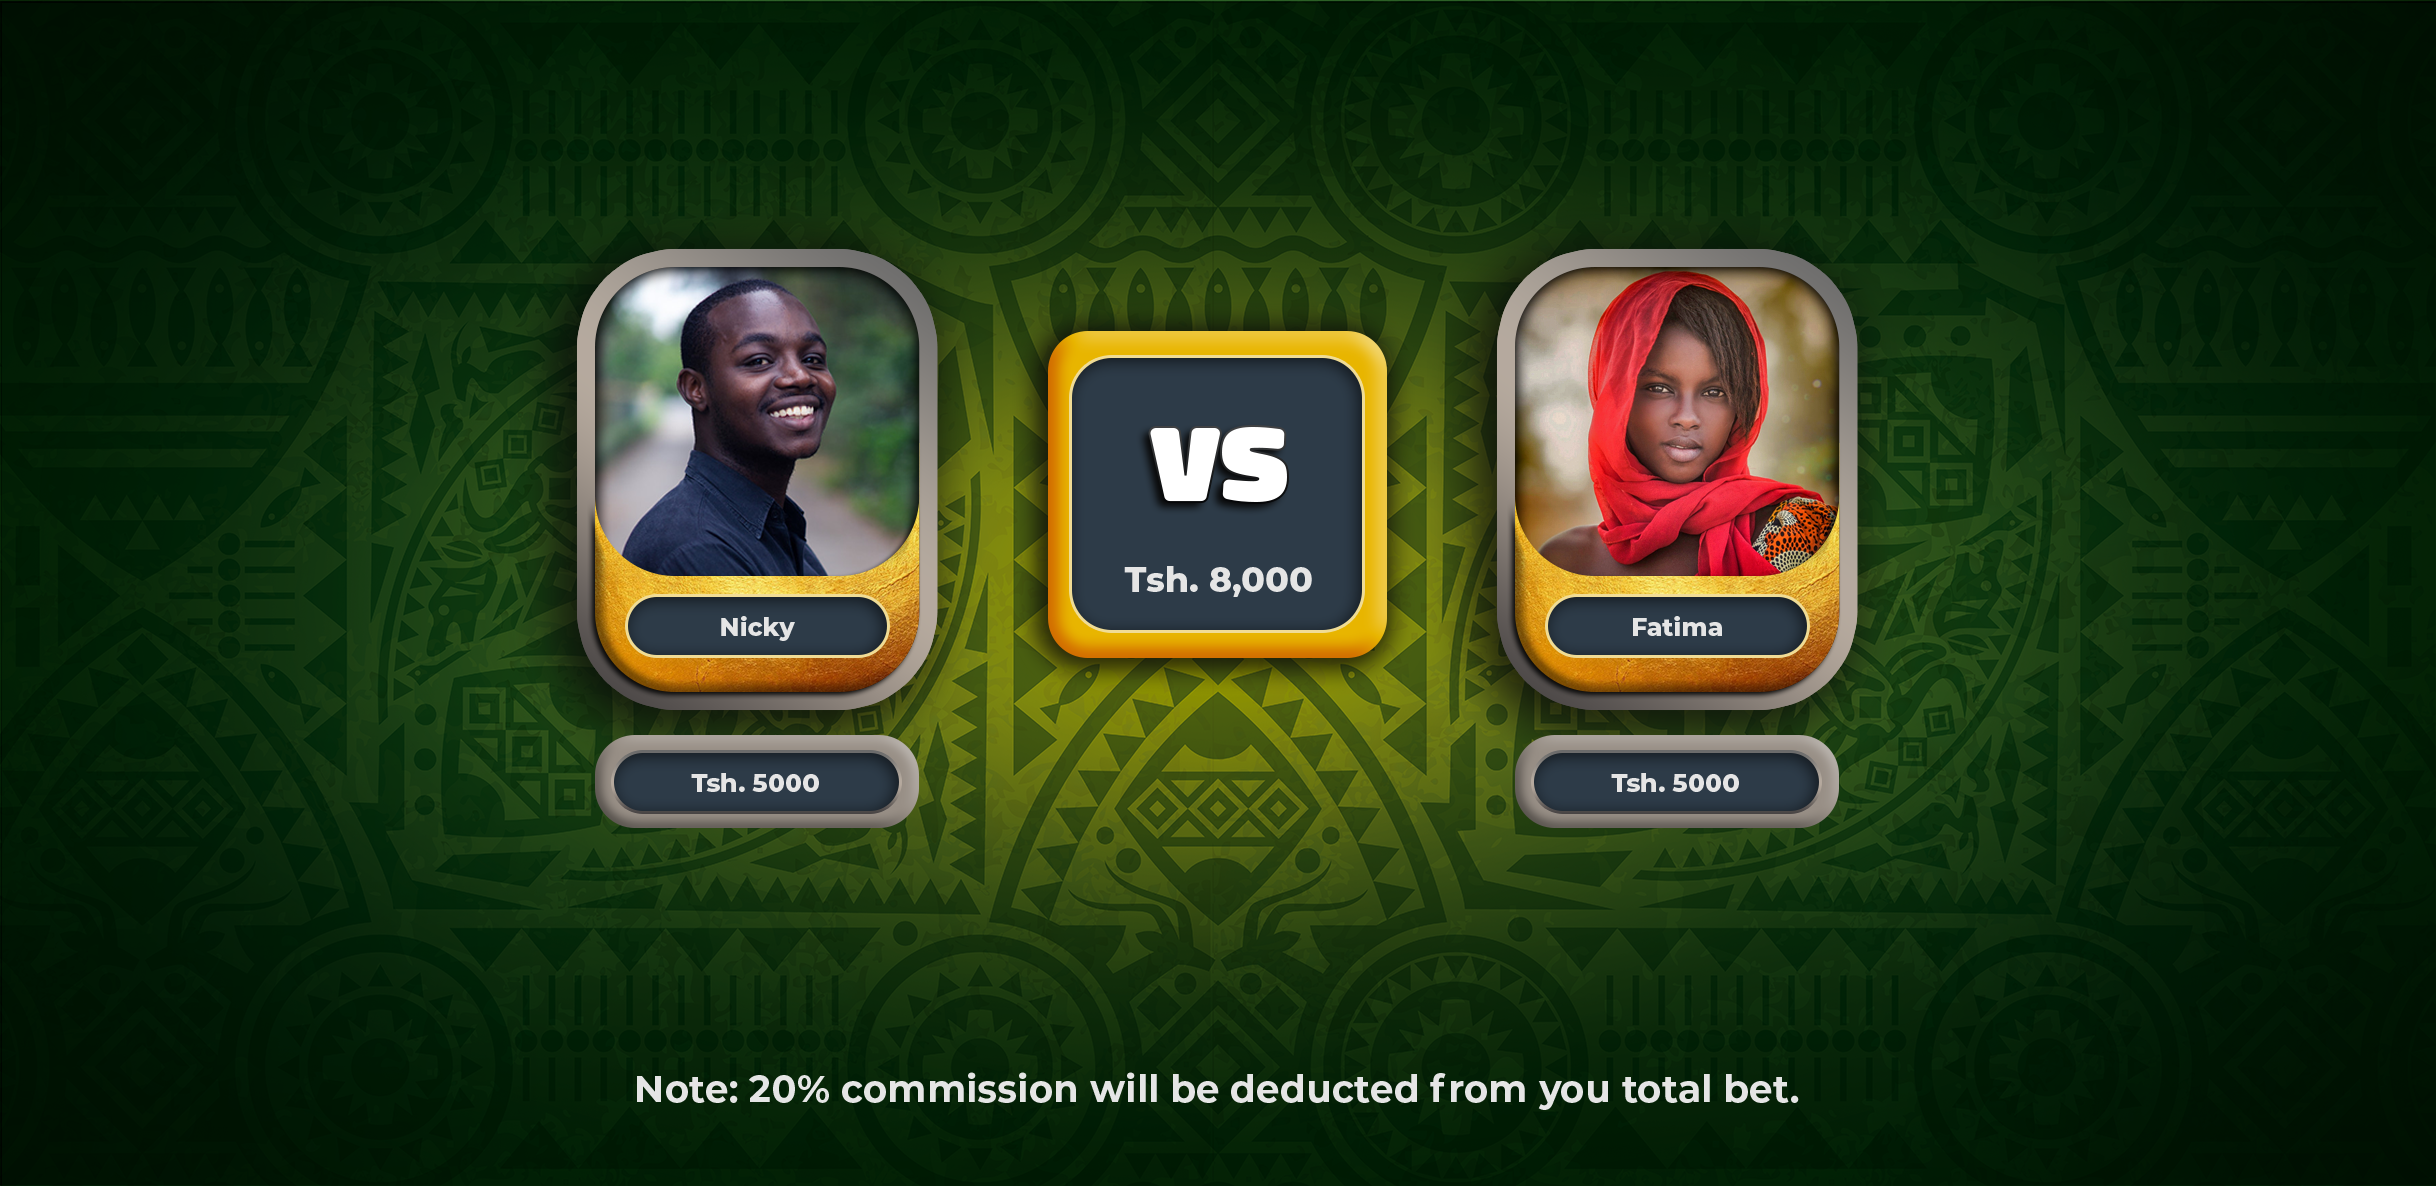 VS
Tsh. 8,000
Nicky
Fatima
Tsh. 5000
Tsh. 5000
Note: 20% commission will be deducted from you total bet.